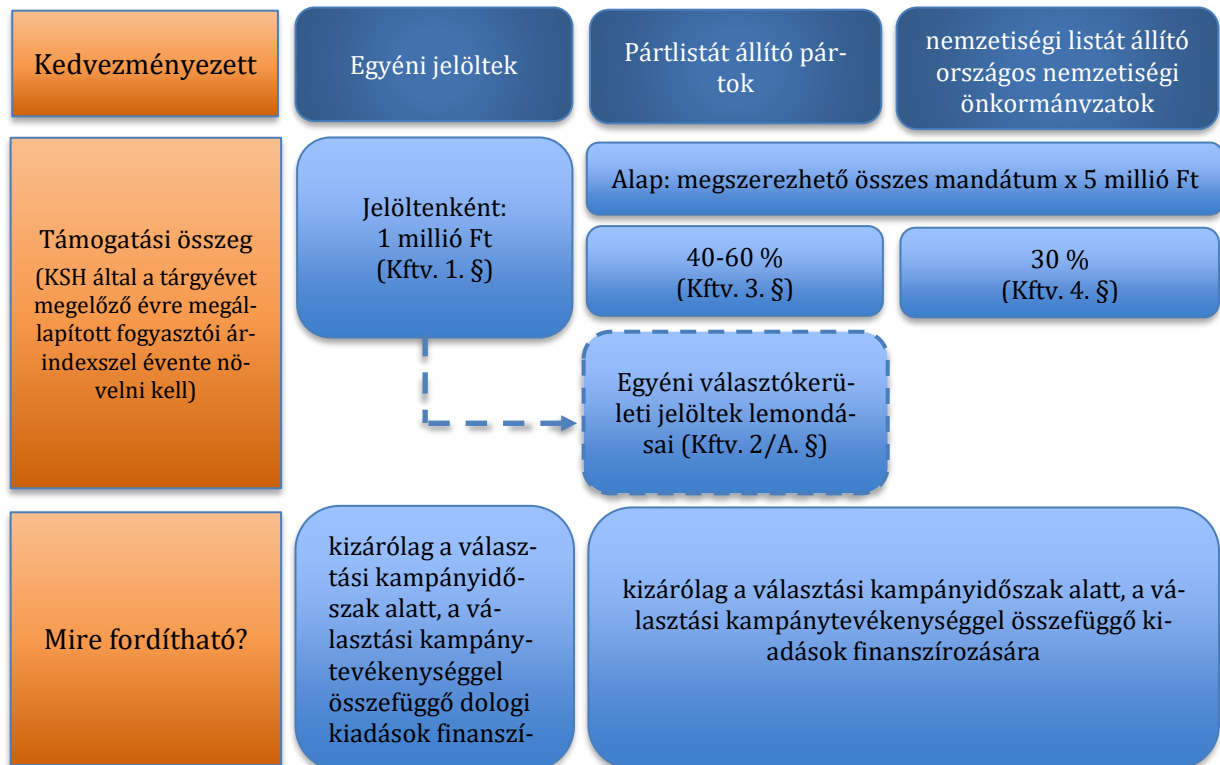 Kedvezményezett
Egyéni jelöltek
Pártlistát állító pár-
tok
nemzetiségi listát állító
országos nemzetiségi
önkormányzatok
Támogatási összeg
(KSH által a tárgyévet
megelőző évre megál-
lapított fogyasztói ár-
indexszel évente nö-
velni kell)
Jelöltenként:
1 millió Ft
(Kftv. 1. §)
Alap: megszerezhető összes mandátum x 5 millió Ft
40-60 %
(Kftv. 3. §)
30 %
(Kftv. 4. §)
Egyéni választókerü-
leti jelöltek lemondá-
sai (Kftv. 2/A. §)
Mire fordítható?
kizárólag a válasz-
tási kampányidő-
szak alatt, a vá-
lasztási kampány-
tevékenységgel
összefüggő dologi
kiadások finanszí-
kizárólag a választási kampányidőszak alatt, a vá-
lasztási kampánytevékenységgel összefüggő ki-
adások finanszírozására